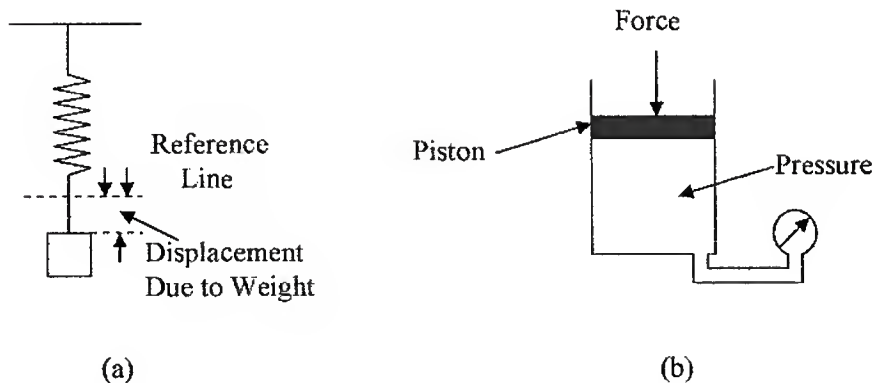 Force
Reference
Line
Piston
Pressure
Displacement
Due to Weight
(a)
(b)